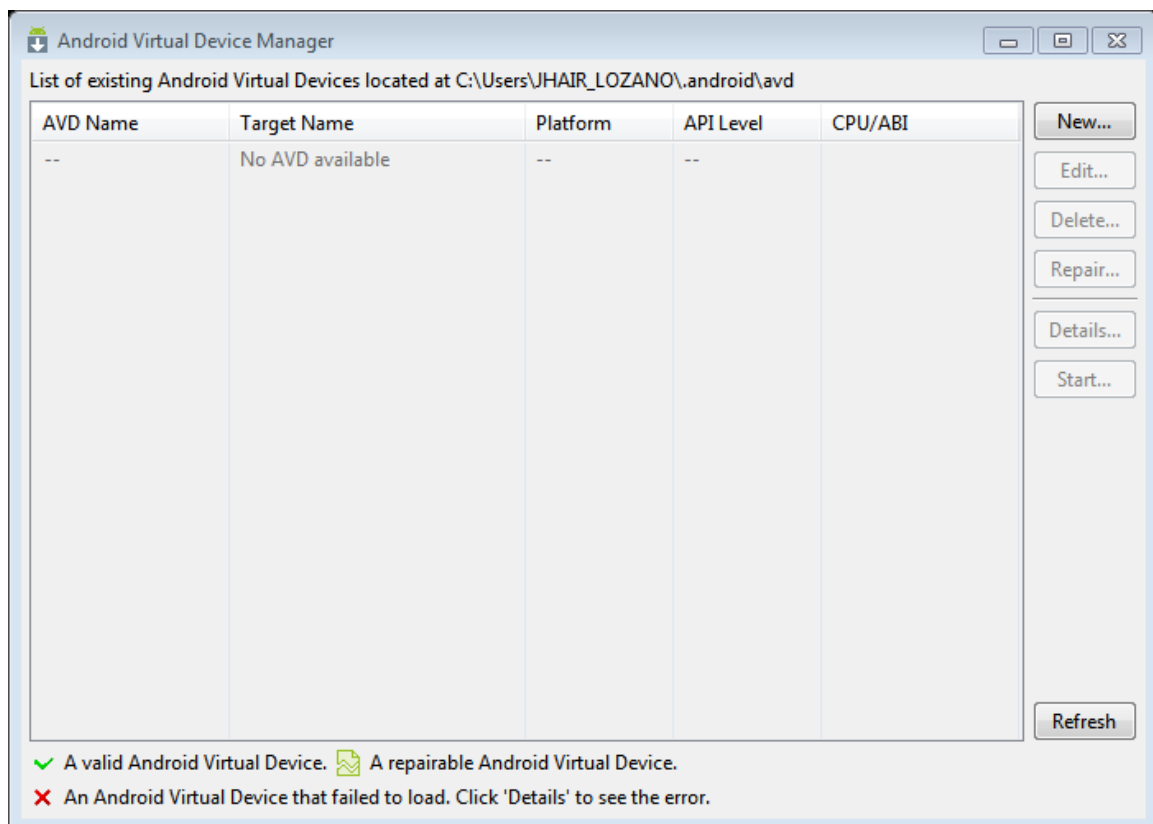 Android Virtual Device Manager
List of existing Android Virtual Devices located at C:\Users\JHAIR_LOZANO\.android\avd
AVD Name Target Name Platform API Level CPU/ABI
-- No AVD available -- --
New...
Edit...
Delete...
Repair...
Details...
Start...
Refresh
A valid Android Virtual Device. A repairable Android Virtual Device.
An Android Virtual Device that failed to load. Click 'Details' to see the error.